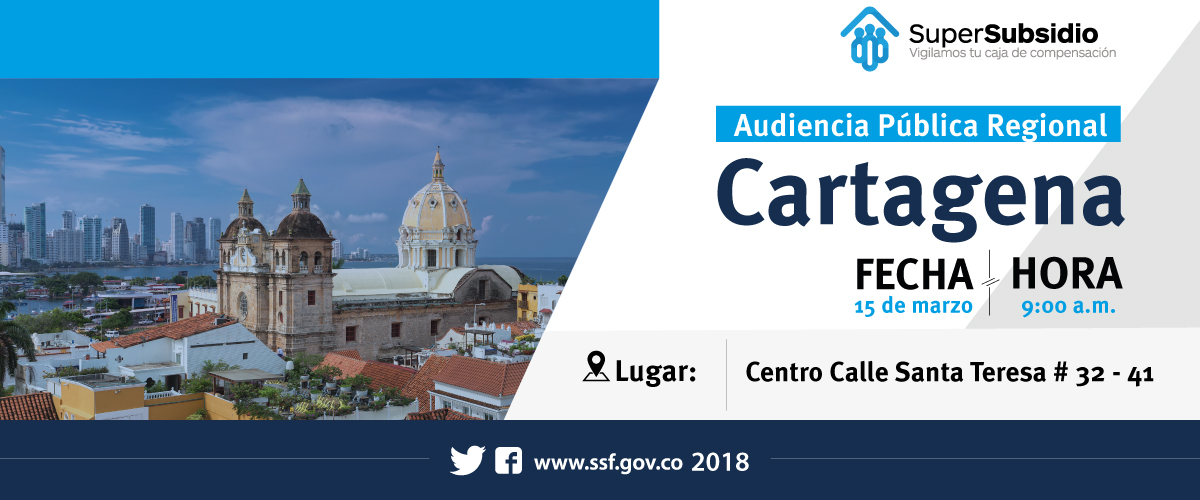 SuperSubsidio
Vigilamos tu caja de compensación
Audiencia Pública Regional
Cartagena
FECHA
15 de marzo
HORA
9:00 a.m.
Lugar:
Centro Calle Santa Teresa # 32 - 41
www.ssf.gov.co 2018